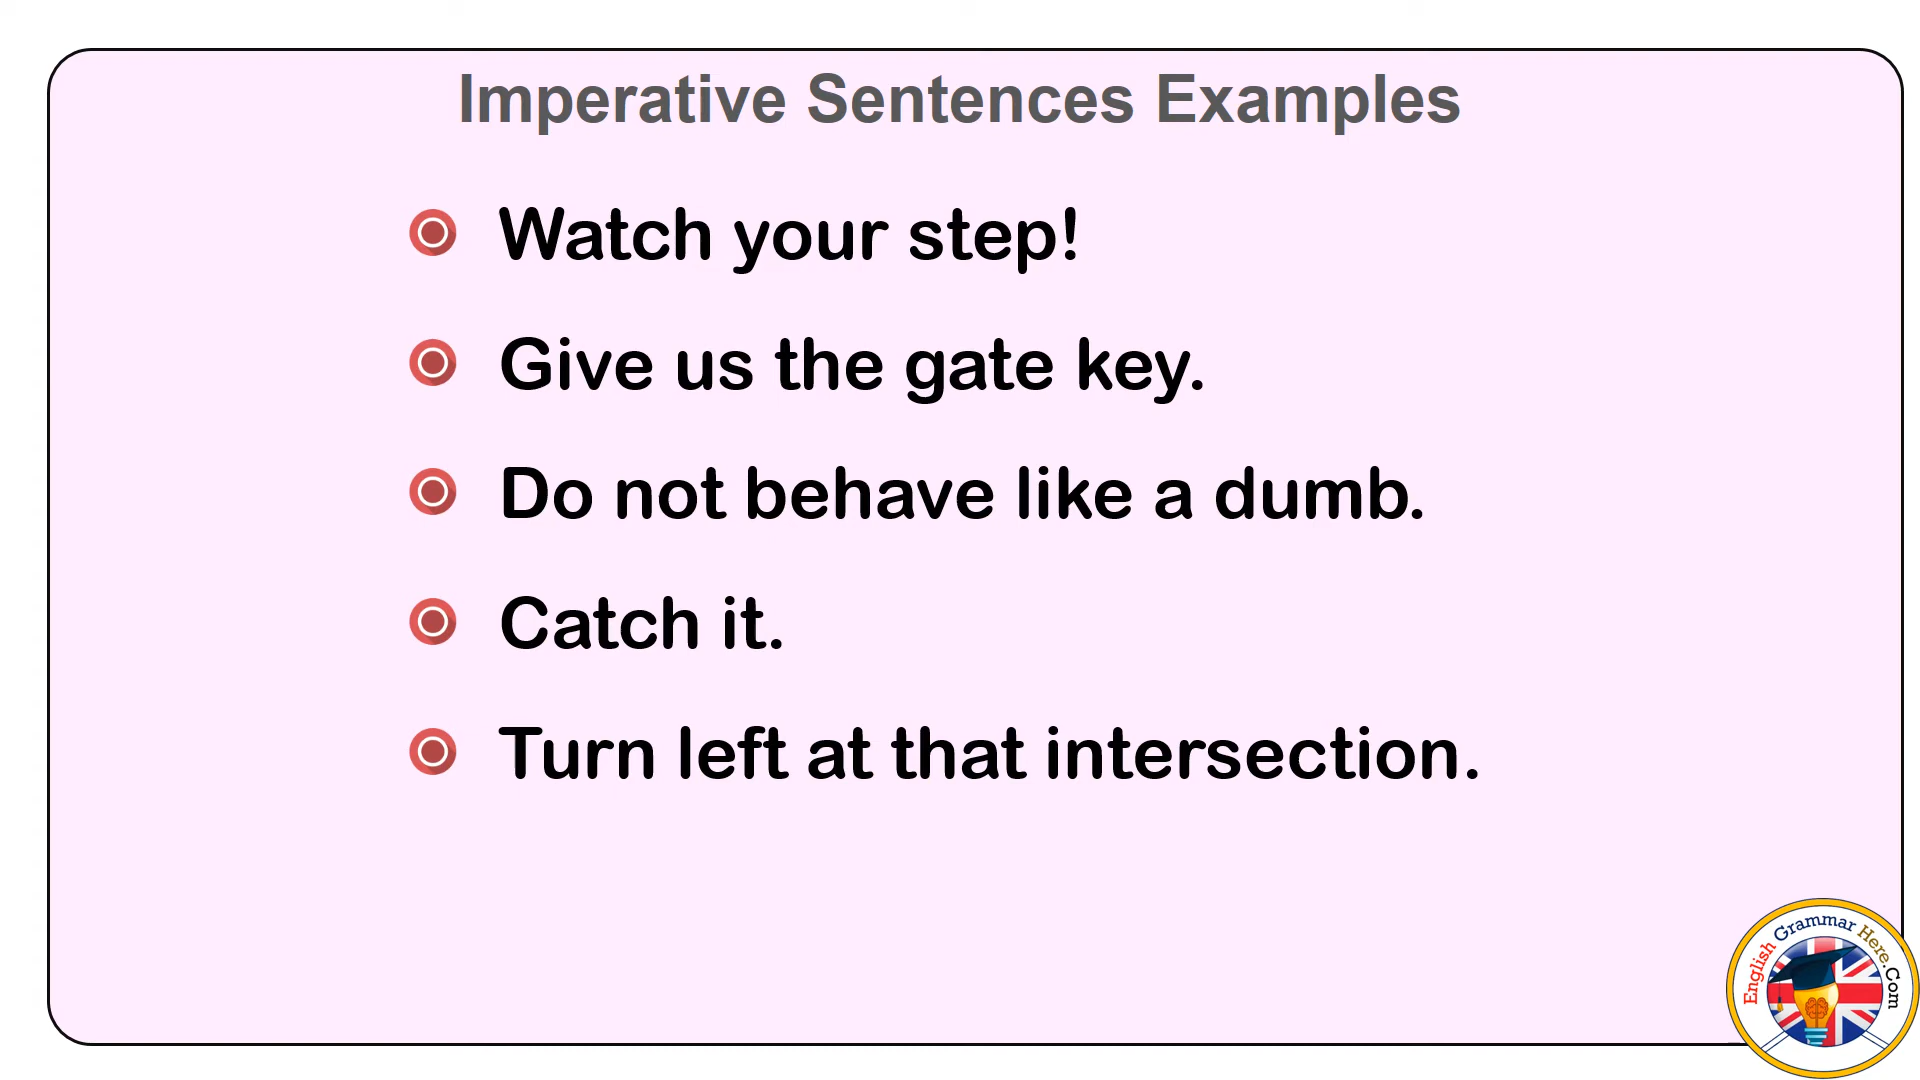 Imperative Sentences Examples
Watch your step!
Give us the gate key.
Do not behave like a dumb.
Catch it.
Turn left at that intersection.
English Grammar Here.Com